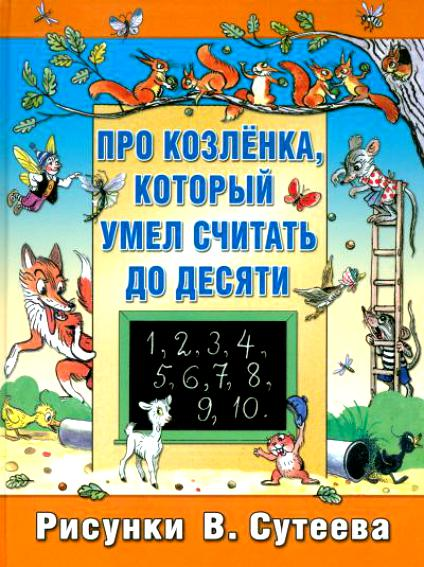 ПРО КОЗЛЁНКА,
КОТОРЫЙ
УМЕЛ СЧИТАТЬ
ДО ДЕСЯТИ
1, 2, 3, 4,
5, 6, 7, 8,
9, 10.
Рисунки В. Сутеева